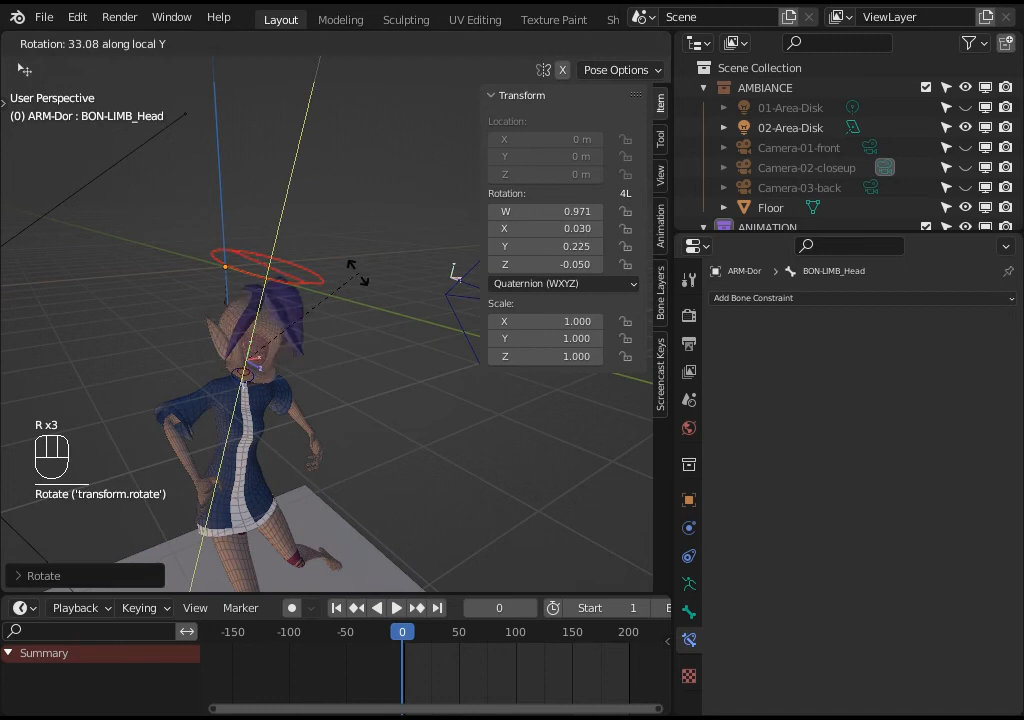 File Edit Render Window Help Layout Modeling Sculpting UV Editing Texture Paint Sh Scene ViewLayer
Rotation: 33.08 along local Y
X Pose Options
User Perspective
(0) ARM-Dor : BON-LIMB_Head
Transform
Location:
X 0 m
Y 0 m
Z 0 m
Rotation: 4L
W 0.971
X 0.030
Y 0.225
Z -0.050
Quaternion (WXYZ)
Scale:
X 1.000
Y 1.000
Z 1.000
Item
Tool
View
Animation
Bone Layers
Screencast Keys
R x3
Rotate ('transform.rotate')
Rotate
Scene Collection
AMBIANCE
01-Area-Disk
02-Area-Disk
Camera-01-front
Camera-02-closeup
Camera-03-back
Floor
ANIMATION
ARM-Dor BON-LIMB_Head
Add Bone Constraint
Playback Keying View Marker 0 Start 1 E
-150 -100 -50 0 50 100 150 200
Summary